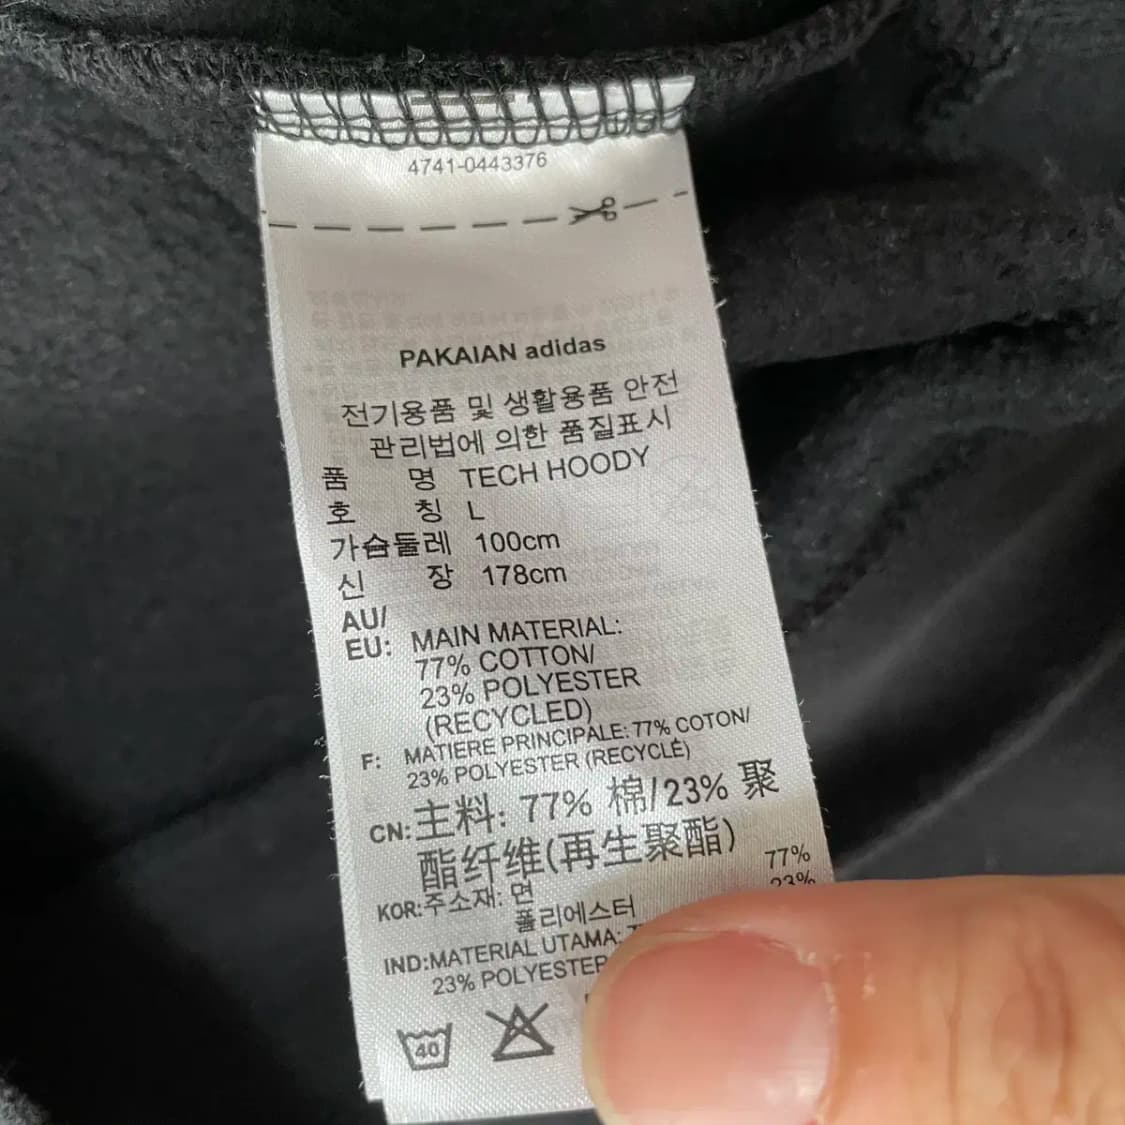 4741-0443376
PAKAIAN adidas
전기용품 및 생활용품 안전
관리법에 의한 품질표시
품 명 TECH HOODY
호 칭 L
가슴둘레 100cm
신 장 178cm
AU/
EU: MAIN MATERIAL:
77% COTTON/
23% POLYESTER
(RECYCLED)
F: MATIERE PRINCIPALE: 77% COTON/
23% POLYESTER (RECYCLÉ)
CN: 主料: 77% 棉/23% 聚
酯纤维(再生聚酯)
KOR:주소재: 면 77%
폴리에스터 23%
IND:MATERIAL UTAMA:
23% POLYESTER
40